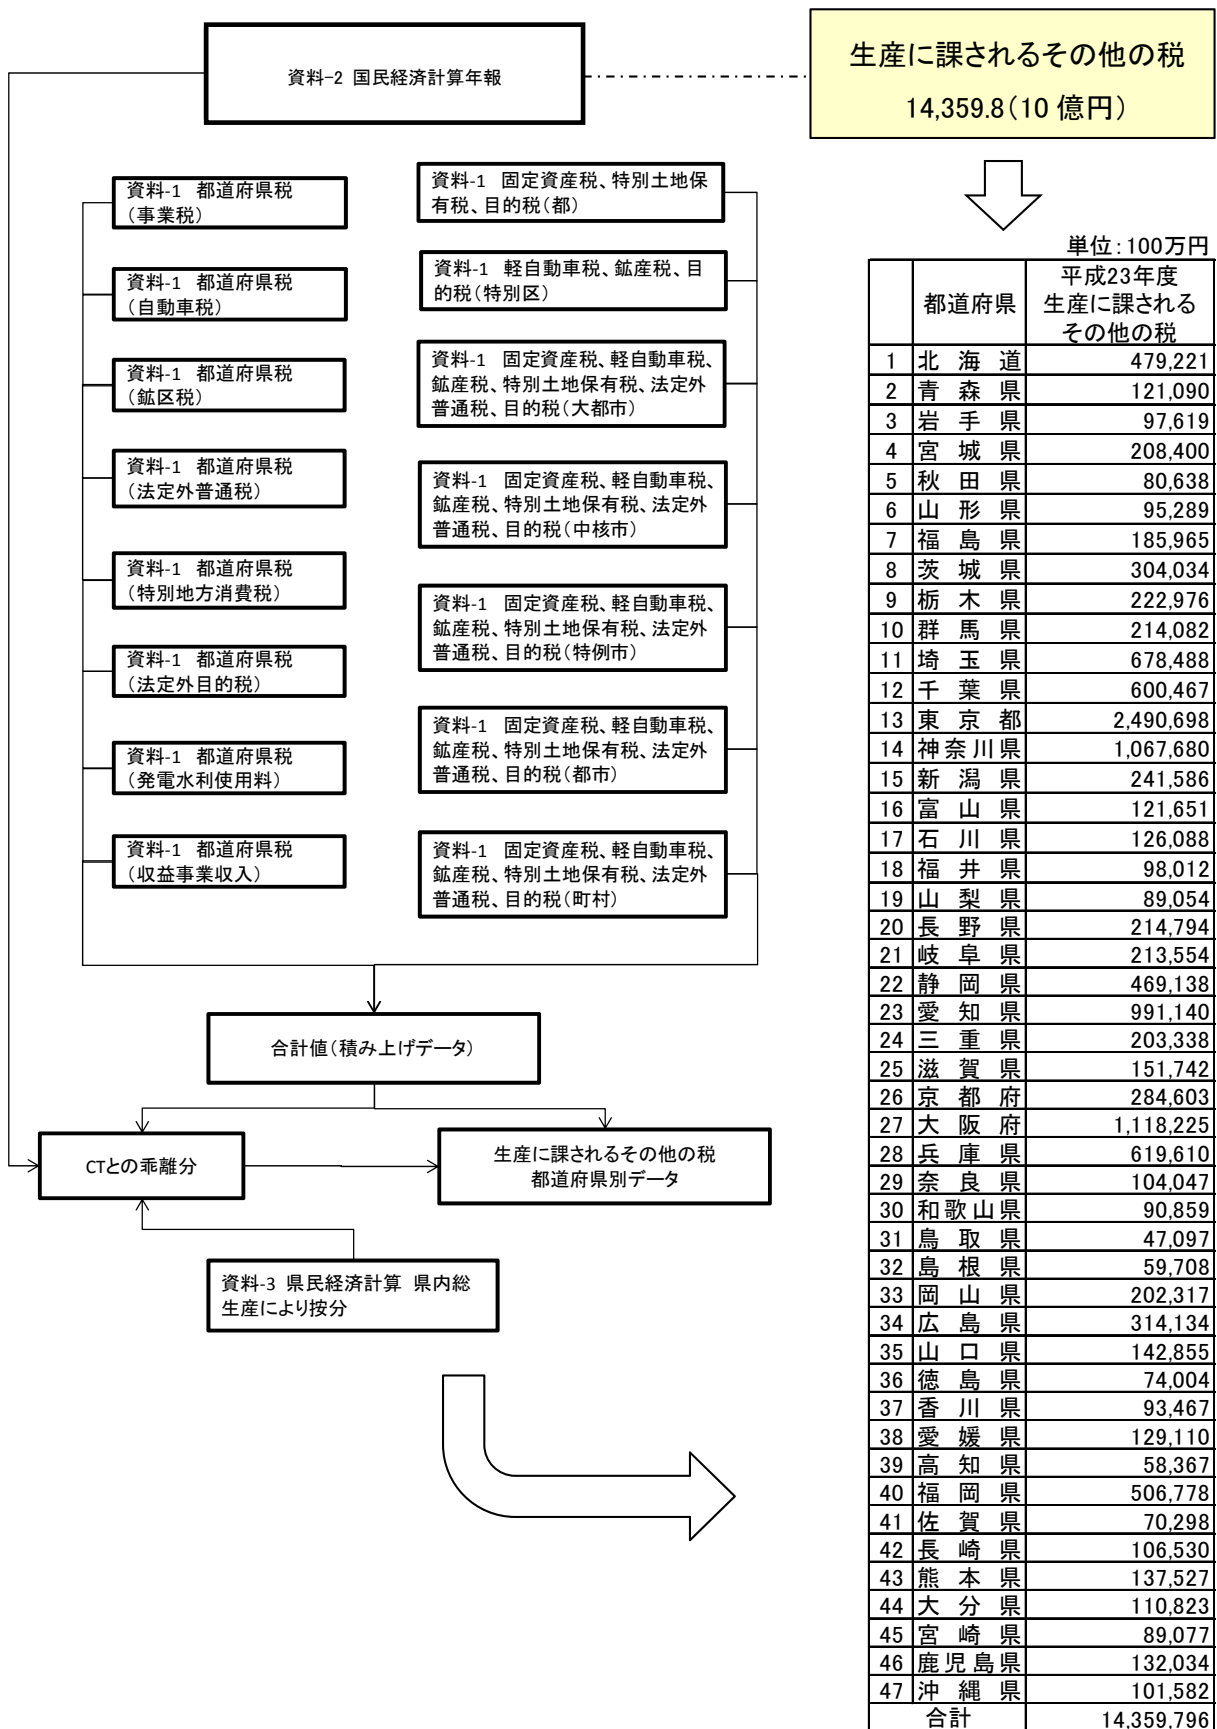 資料-2 国民経済計算年報
生産に課されるその他の税
14,359.8(10 億円)
資料-1 都道府県税
(事業税)
資料-1 都道府県税
(自動車税)
資料-1 都道府県税
(鉱区税)
資料-1 都道府県税
(法定外普通税)
資料-1 都道府県税
(特別地方消費税)
資料-1 都道府県税
(法定外目的税)
資料-1 都道府県税
(発電水利使用料)
資料-1 都道府県税
(収益事業収入)
資料-1 固定資産税、特別土地保
有税、目的税(都)
資料-1 軽自動車税、鉱産税、目
的税(特別区)
資料-1 固定資産税、軽自動車税、
鉱産税、特別土地保有税、法定外
普通税、目的税(大都市)
資料-1 固定資産税、軽自動車税、
鉱産税、特別土地保有税、法定外
普通税、目的税(中核市)
資料-1 固定資産税、軽自動車税、
鉱産税、特別土地保有税、法定外
普通税、目的税(特例市)
資料-1 固定資産税、軽自動車税、
鉱産税、特別土地保有税、法定外
普通税、目的税(都市)
資料-1 固定資産税、軽自動車税、
鉱産税、特別土地保有税、法定外
普通税、目的税(町村)
合計値(積み上げデータ)
CTとの乖離分
生産に課されるその他の税
都道府県別データ
資料-3 県民経済計算 県内総
生産により按分
単位:100万円
都道府県
平成23年度
生産に課される
その他の税
1 北海道 479,221
2 青森県 121,090
3 岩手県 97,619
4 宮城県 208,400
5 秋田県 80,638
6 山形県 95,289
7 福島県 185,965
8 茨城県 304,034
9 栃木県 222,976
10 群馬県 214,082
11 埼玉県 678,488
12 千葉県 600,467
13 東京都 2,490,698
14 神奈川県 1,067,680
15 新潟県 241,586
16 富山県 121,651
17 石川県 126,088
18 福井県 98,012
19 山梨県 89,054
20 長野県 214,794
21 岐阜県 213,554
22 静岡県 469,138
23 愛知県 991,140
24 三重県 203,338
25 滋賀県 151,742
26 京都府 284,603
27 大阪府 1,118,225
28 兵庫県 619,610
29 奈良県 104,047
30 和歌山県 90,859
31 鳥取県 47,097
32 島根県 59,708
33 岡山県 202,317
34 広島県 314,134
35 山口県 142,855
36 徳島県 74,004
37 香川県 93,467
38 愛媛県 129,110
39 高知県 58,367
40 福岡県 506,778
41 佐賀県 70,298
42 長崎県 106,530
43 熊本県 137,527
44 大分県 110,823
45 宮崎県 89,077
46 鹿児島県 132,034
47 沖縄県 101,582
合計 14,359,796